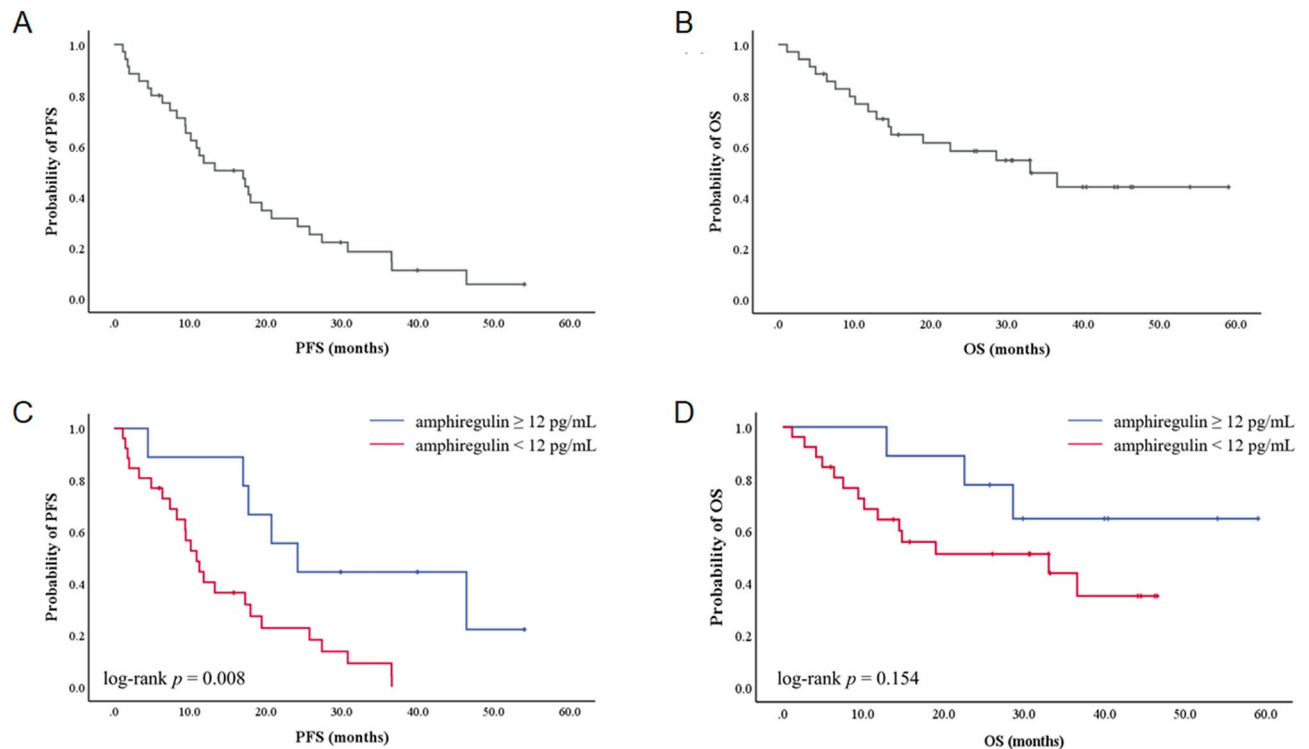 A
Probability of PFS
1.0
0.8
0.6
0.4
0.2
0.0
.0 10.0 20.0 30.0 40.0 50.0 60.0
PFS (months)
B
Probability of OS
1.0
0.8
0.6
0.4
0.2
0.0
.0 10.0 20.0 30.0 40.0 50.0 60.0
OS (months)
C
Probability of PFS
1.0
0.8
0.6
0.4
0.2
0.0
amphiregulin ≥ 12 pg/mL
amphiregulin < 12 pg/mL
log-rank p = 0.008
.0 10.0 20.0 30.0 40.0 50.0 60.0
PFS (months)
D
Probability of OS
1.0
0.8
0.6
0.4
0.2
0.0
amphiregulin ≥ 12 pg/mL
amphiregulin < 12 pg/mL
log-rank p = 0.154
.0 10.0 20.0 30.0 40.0 50.0 60.0
OS (months)